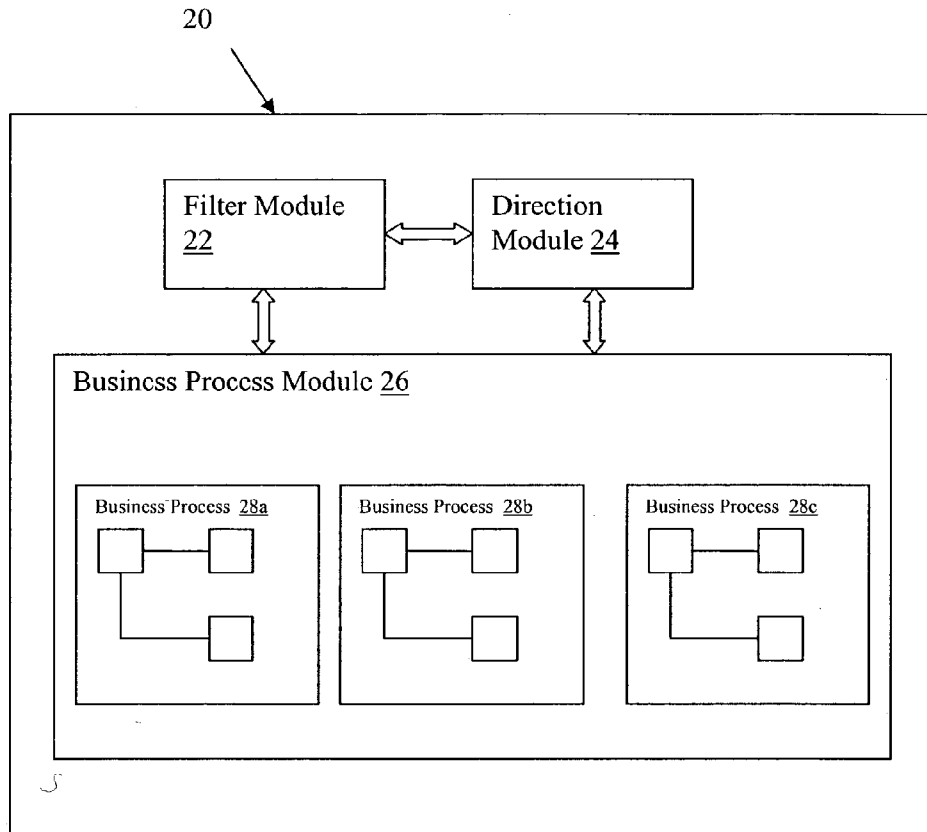 20
Filter Module
22
Direction
Module 24
Business Process Module 26
Business Process 28a
Business Process 28b
Business Process 28c